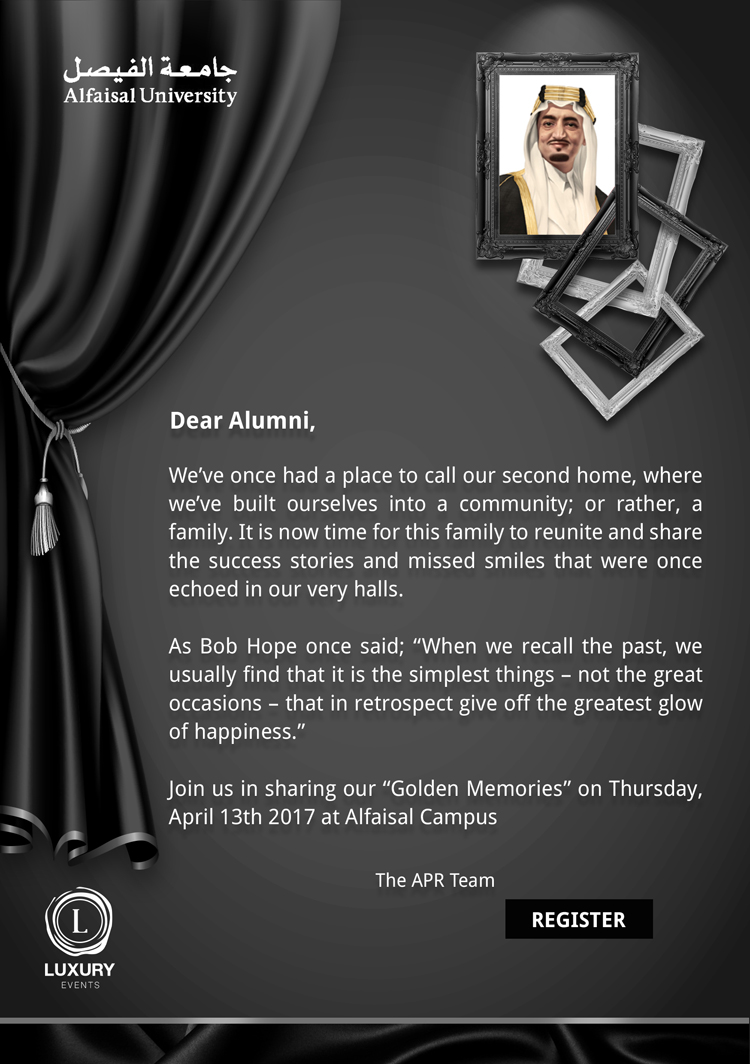 جامعة الفيصل
Alfaisal University
Dear Alumni,
We’ve once had a place to call our second home, where
we’ve built ourselves into a community; or rather, a
family. It is now time for this family to reunite and share
the success stories and missed smiles that were once
echoed in our very halls.
As Bob Hope once said; “When we recall the past, we
usually find that it is the simplest things – not the great
occasions – that in retrospect give off the greatest glow
of happiness.”
Join us in sharing our “Golden Memories” on Thursday,
April 13th 2017 at Alfaisal Campus
The APR Team
REGISTER
L
LUXURY
EVENTS